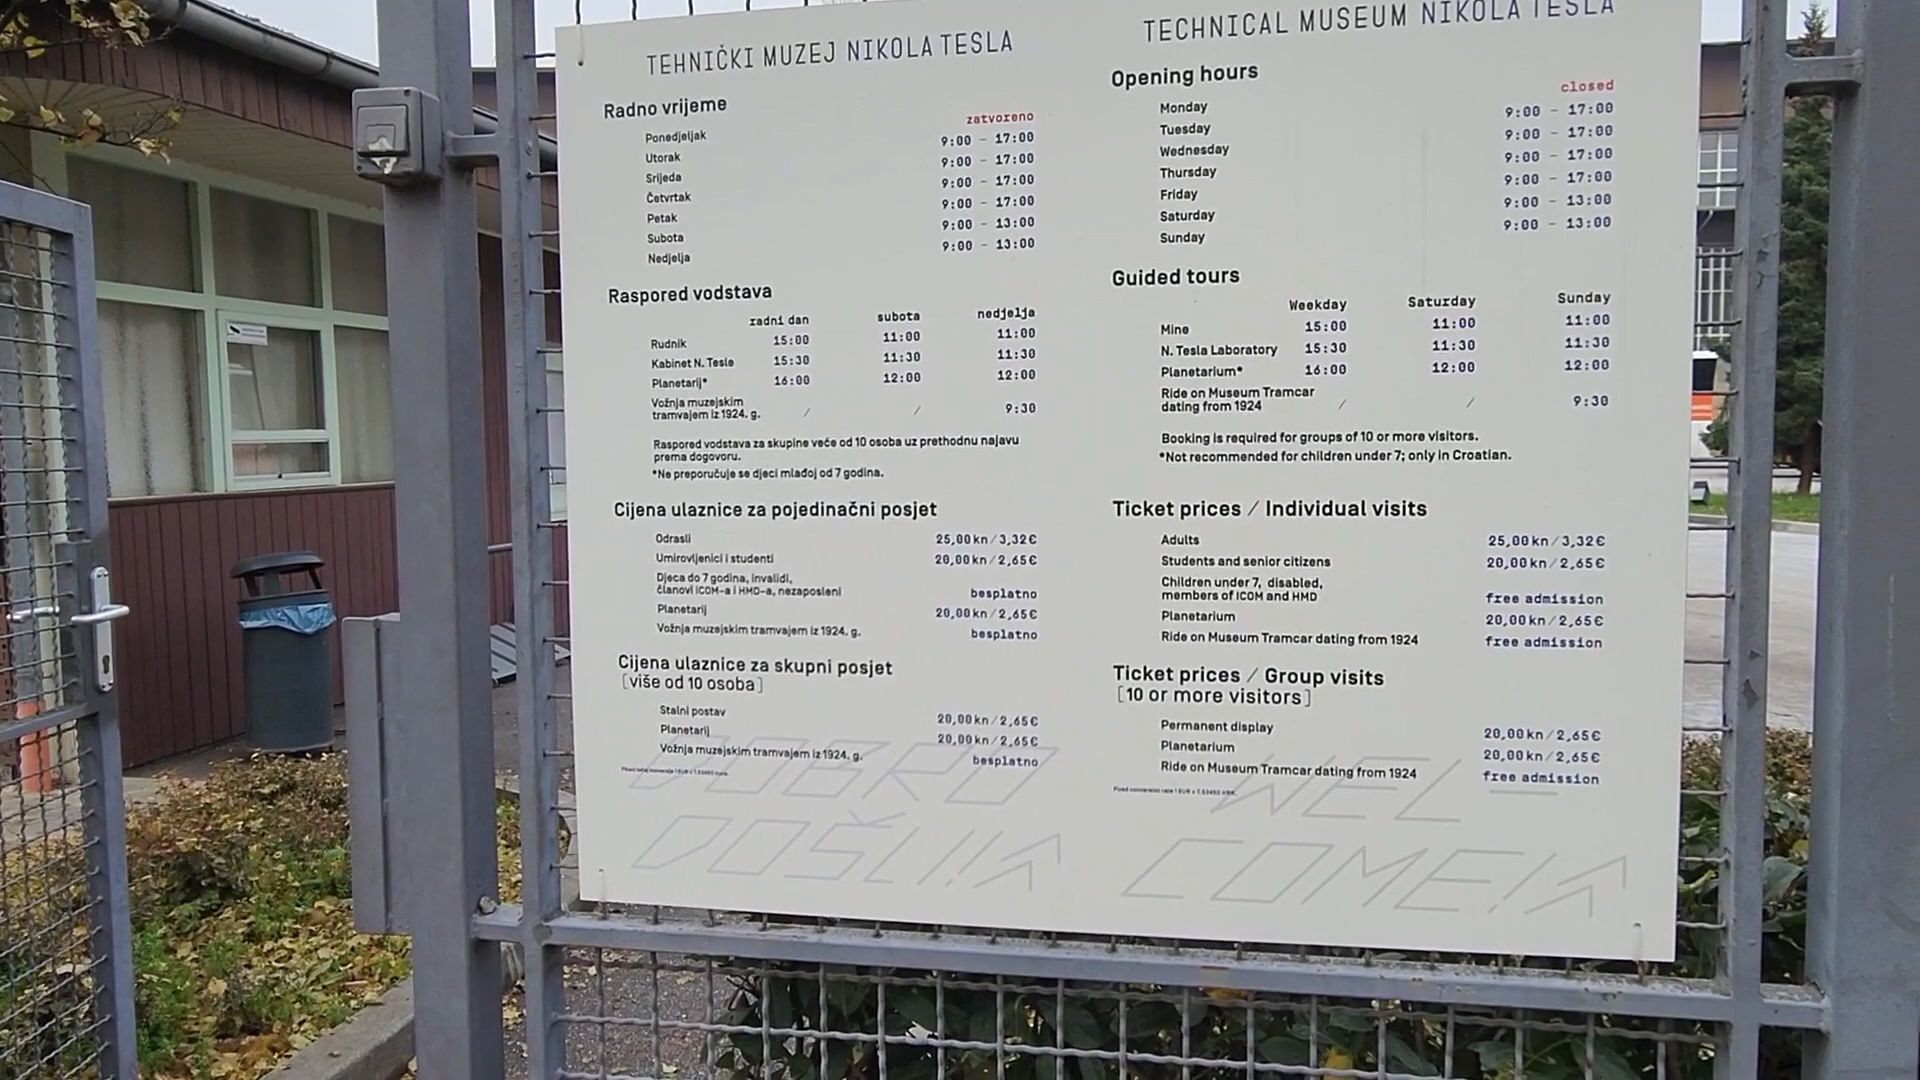 TEHNIČKI MUZEJ NIKOLA TESLA
Radno vrijeme
Ponedjeljak zatvoreno
Utorak 9:00 – 17:00
Srijeda 9:00 – 17:00
Četvrtak 9:00 – 17:00
Petak 9:00 – 17:00
Subota 9:00 – 13:00
Nedjelja 9:00 – 13:00
Raspored vodstava
radni dan subota nedjelja
Rudnik 15:00 11:00 11:00
Kabinet N. Tesle 15:30 11:30 11:30
Planetarij* 16:00 12:00 12:00
Vožnja muzejskim
tramvajem iz 1924. g. / / 9:30
Raspored vodstava za skupine veće od 10 osoba uz prethodnu najavu
prema dogovoru.
*Ne preporučuje se djeci mlađoj od 7 godina.
Cijena ulaznice za pojedinačni posjet
Odrasli 25,00 kn / 3,32 €
Umirovljenici i studenti 20,00 kn / 2,65 €
Djeca do 7 godina, invalidi,
članovi ICOM-a i HMD-a, nezaposleni besplatno
Planetarij 20,00 kn / 2,65 €
Vožnja muzejskim tramvajem iz 1924. g. besplatno
Cijena ulaznice za skupni posjet
[više od 10 osoba]
Stalni postav 20,00 kn / 2,65 €
Planetarij 20,00 kn / 2,65 €
Vožnja muzejskim tramvajem iz 1924. g. besplatno
DOBRO
DOŠLI!
TECHNICAL MUSEUM NIKOLA TESLA
Opening hours
Monday closed
Tuesday 9:00 – 17:00
Wednesday 9:00 – 17:00
Thursday 9:00 – 17:00
Friday 9:00 – 17:00
Saturday 9:00 – 13:00
Sunday 9:00 – 13:00
Guided tours
Weekday Saturday Sunday
Mine 15:00 11:00 11:00
N. Tesla Laboratory 15:30 11:30 11:30
Planetarium* 16:00 12:00 12:00
Ride on Museum Tramcar
dating from 1924 / / 9:30
Booking is required for groups of 10 or more visitors.
*Not recommended for children under 7; only in Croatian.
Ticket prices / Individual visits
Adults 25,00 kn / 3,32 €
Students and senior citizens 20,00 kn / 2,65 €
Children under 7, disabled,
members of ICOM and HMD free admission
Planetarium 20,00 kn / 2,65 €
Ride on Museum Tramcar dating from 1924 free admission
Ticket prices / Group visits
[10 or more visitors]
Permanent display 20,00 kn / 2,65 €
Planetarium 20,00 kn / 2,65 €
Ride on Museum Tramcar dating from 1924 free admission
Fixed conversion rate 1 EUR = 7.53450 HRK.
WEL–
COME!